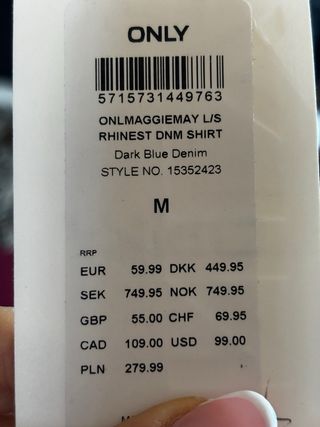 ONLY
5715731449763
ONLMAGGIEMAY L/S
RHINEST DNM SHIRT
Dark Blue Denim
STYLE NO. 15352423
M
RRP
EUR 59.99 DKK 449.95
SEK 749.95 NOK 749.95
GBP 55.00 CHF 69.95
CAD 109.00 USD 99.00
PLN 279.99